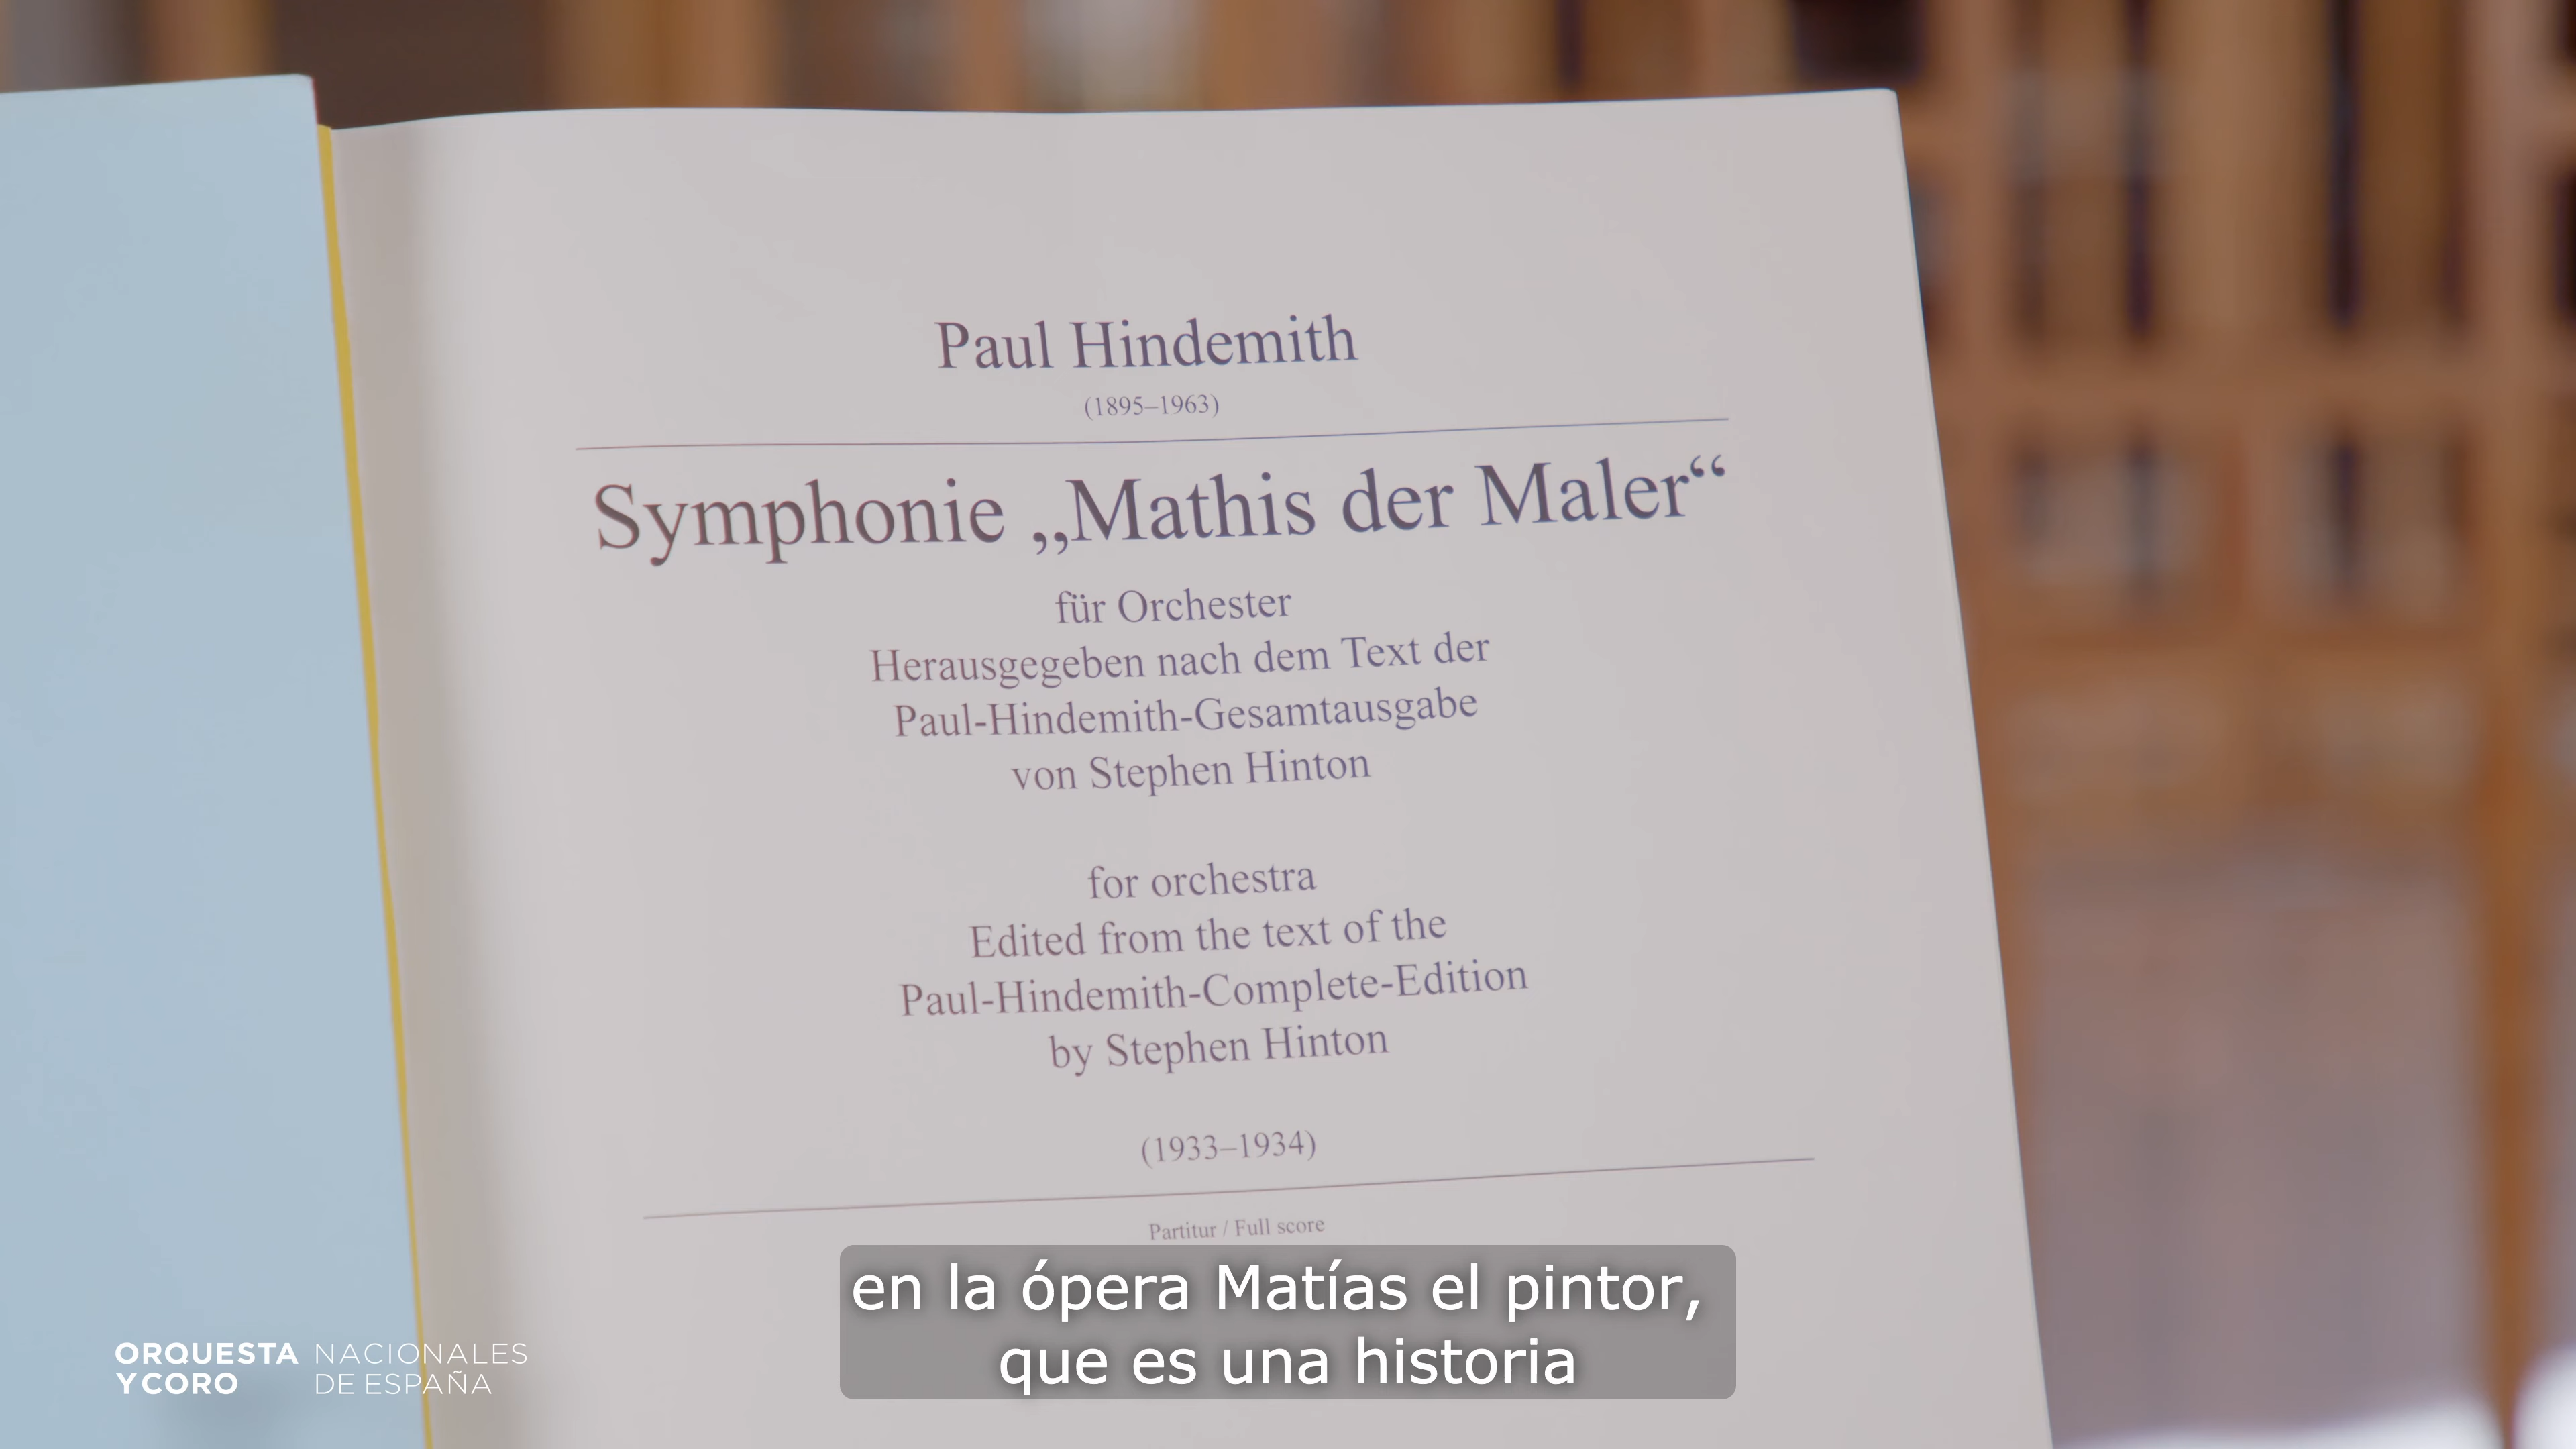 Paul Hindemith
(1895–1963)
Symphonie „Mathis der Maler“
für Orchester
Herausgegeben nach dem Text der
Paul-Hindemith-Gesamtausgabe
von Stephen Hinton
for orchestra
Edited from the text of the
Paul-Hindemith-Complete-Edition
by Stephen Hinton
(1933–1934)
Partitur / Full score
en la ópera Matías el pintor,
que es una historia
ORQUESTA NACIONALES
Y CORO DE ESPAÑA